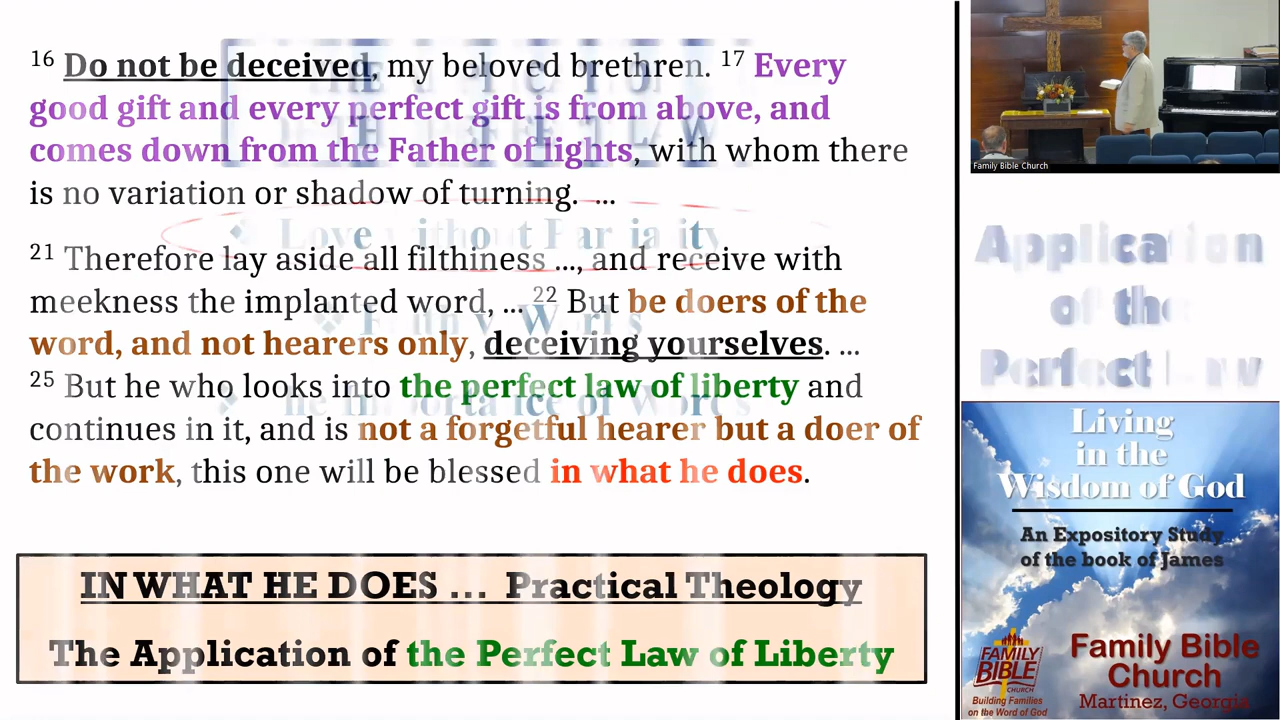 16 Do not be deceived, my beloved brethren. 17 Every
good gift and every perfect gift is from above, and
comes down from the Father of lights, with whom there
is no variation or shadow of turning. ...
21 Therefore lay aside all filthiness ..., and receive with
meekness the implanted word, ... 22 But be doers of the
word, and not hearers only, deceiving yourselves. ...
25 But he who looks into the perfect law of liberty and
continues in it, and is not a forgetful hearer but a doer of
the work, this one will be blessed in what he does.
IN WHAT HE DOES ... Practical Theology
The Application of the Perfect Law of Liberty
Family Bible Church
Application
of the
Perfect Law
Living
in the
Wisdom of God
An Expository Study
of the book of James
FAMILY
BIBLE
CHURCH
Building Families
on the Word of God
Family Bible
Church
Martinez, Georgia